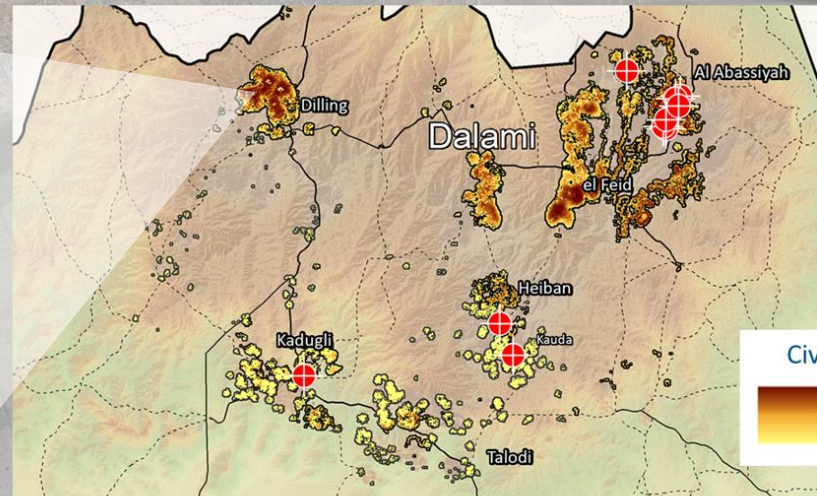 Al Abassiyah
Dilling
Dalami
el Feid
Heiban
Kadugli
Kauda
Civ
Talodi